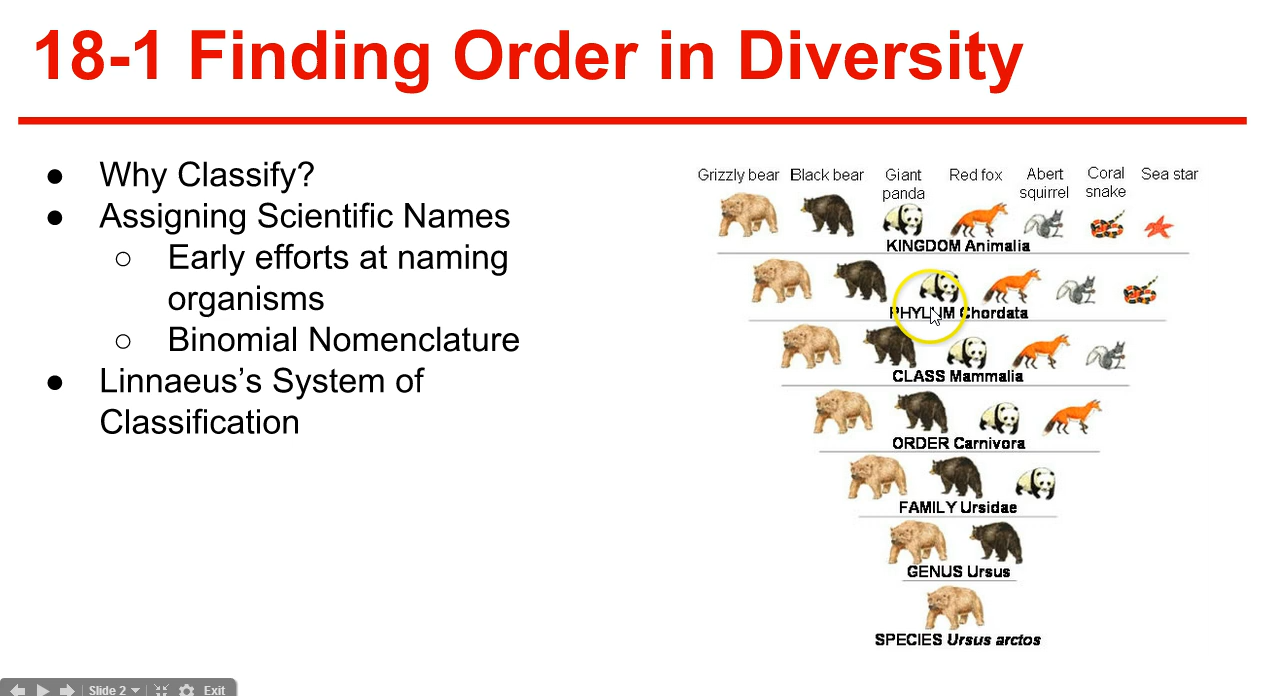 18-1 Finding Order in Diversity
● Why Classify?
● Assigning Scientific Names
○ Early efforts at naming
organisms
○ Binomial Nomenclature
● Linnaeus’s System of
Classification
Grizzly bear Black bear Giant panda Red fox Abert squirrel Coral snake Sea star
KINGDOM Animalia
PHYLUM Chordata
CLASS Mammalia
ORDER Carnivora
FAMILY Ursidae
GENUS Ursus
SPECIES Ursus arctos
Slide 2 Exit